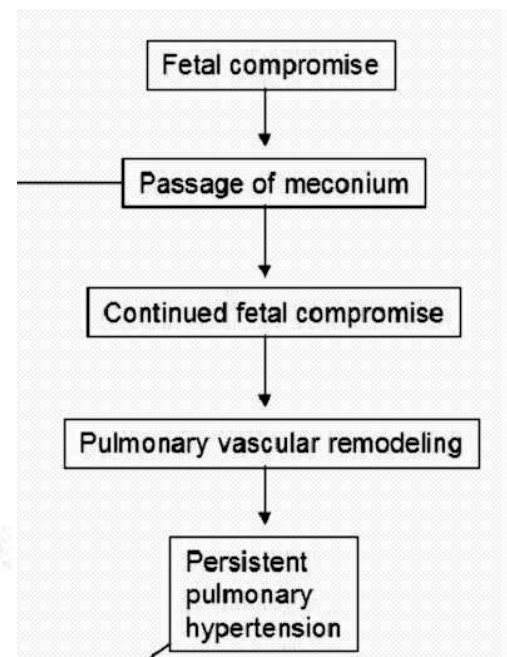 Fetal compromise
Passage of meconium
Continued fetal compromise
Pulmonary vascular remodeling
Persistent
pulmonary
hypertension